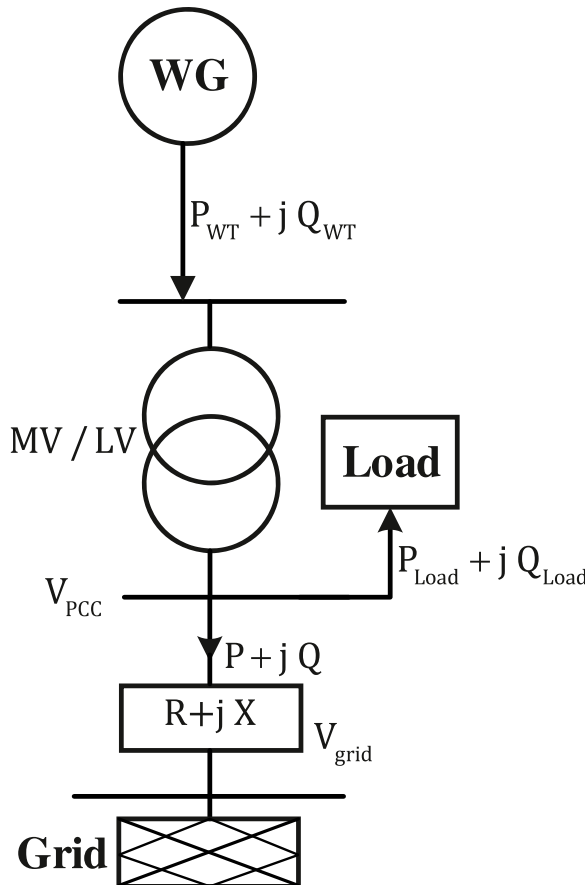 WG
P_WT + j Q_WT
MV / LV
Load
P_Load + j Q_Load
V_PCC
P + j Q
R+j X
V_grid
Grid